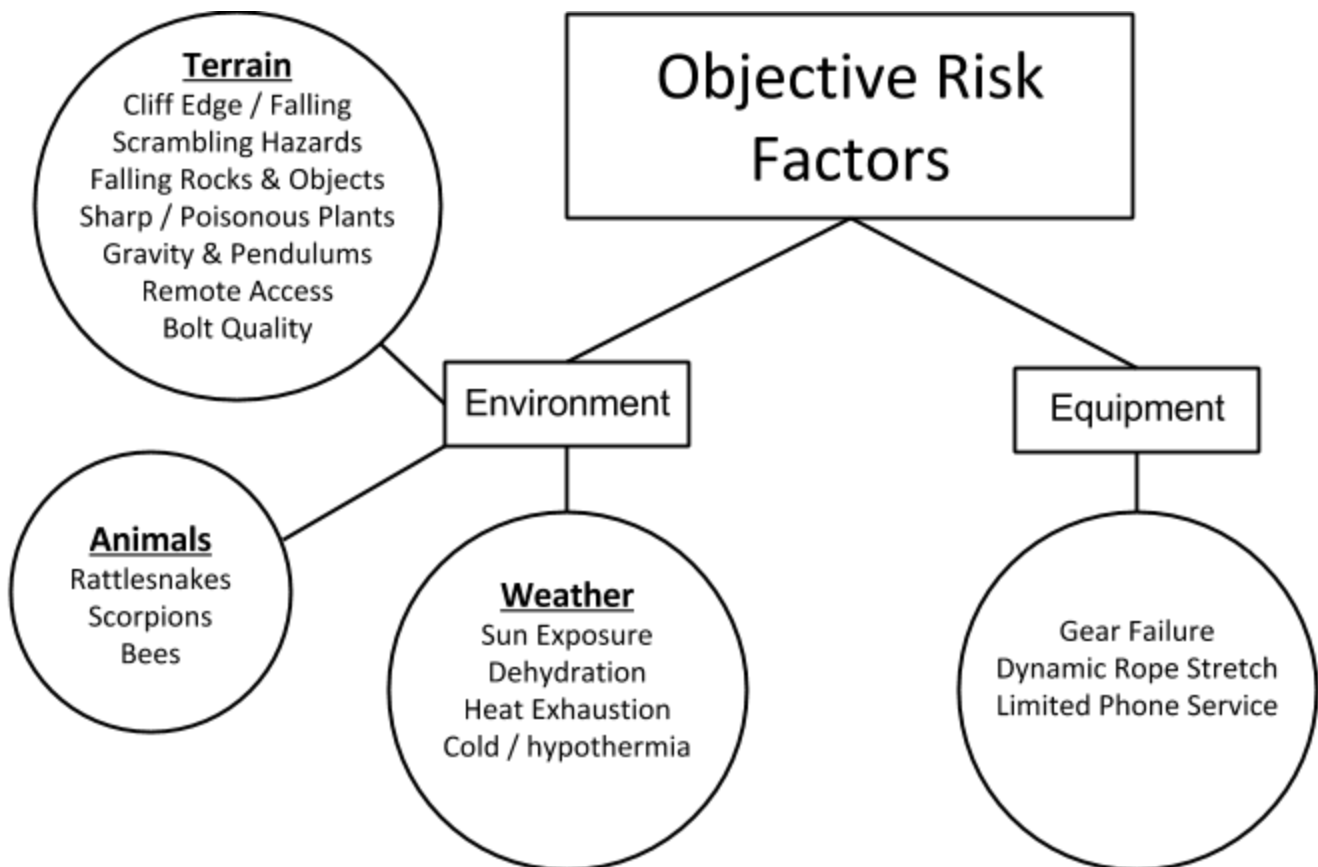 Objective Risk
Factors
Terrain
Cliff Edge / Falling
Scrambling Hazards
Falling Rocks & Objects
Sharp / Poisonous Plants
Gravity & Pendulums
Remote Access
Bolt Quality
Environment
Equipment
Animals
Rattlesnakes
Scorpions
Bees
Weather
Sun Exposure
Dehydration
Heat Exhaustion
Cold / hypothermia
Gear Failure
Dynamic Rope Stretch
Limited Phone Service